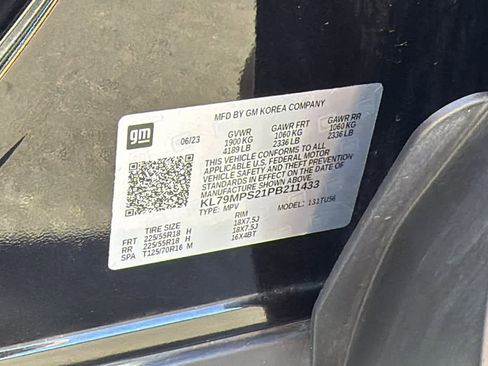 MFD BY GM KOREA COMPANY
gm
06/23 GVWR GAWR FRT GAWR RR
1900 KG 1060 KG 1060 KG
4189 LB 2336 LB 2336 LB
THIS VEHICLE CONFORMS TO ALL
APPLICABLE U.S. FEDERAL MOTOR
VEHICLE SAFETY AND THEFT PREVENTION
STANDARDS IN EFFECT ON THE DATE OF
MANUFACTURE SHOWN ABOVE.
KL79MPS21PB211433
TYPE: MPV MODEL: 131TU56
TIRE SIZE RIM
FRT 225/55R18 H 18X7.5J
RR 225/55R18 H 18X7.5J
SPA T125/70R16 M 16X4BT